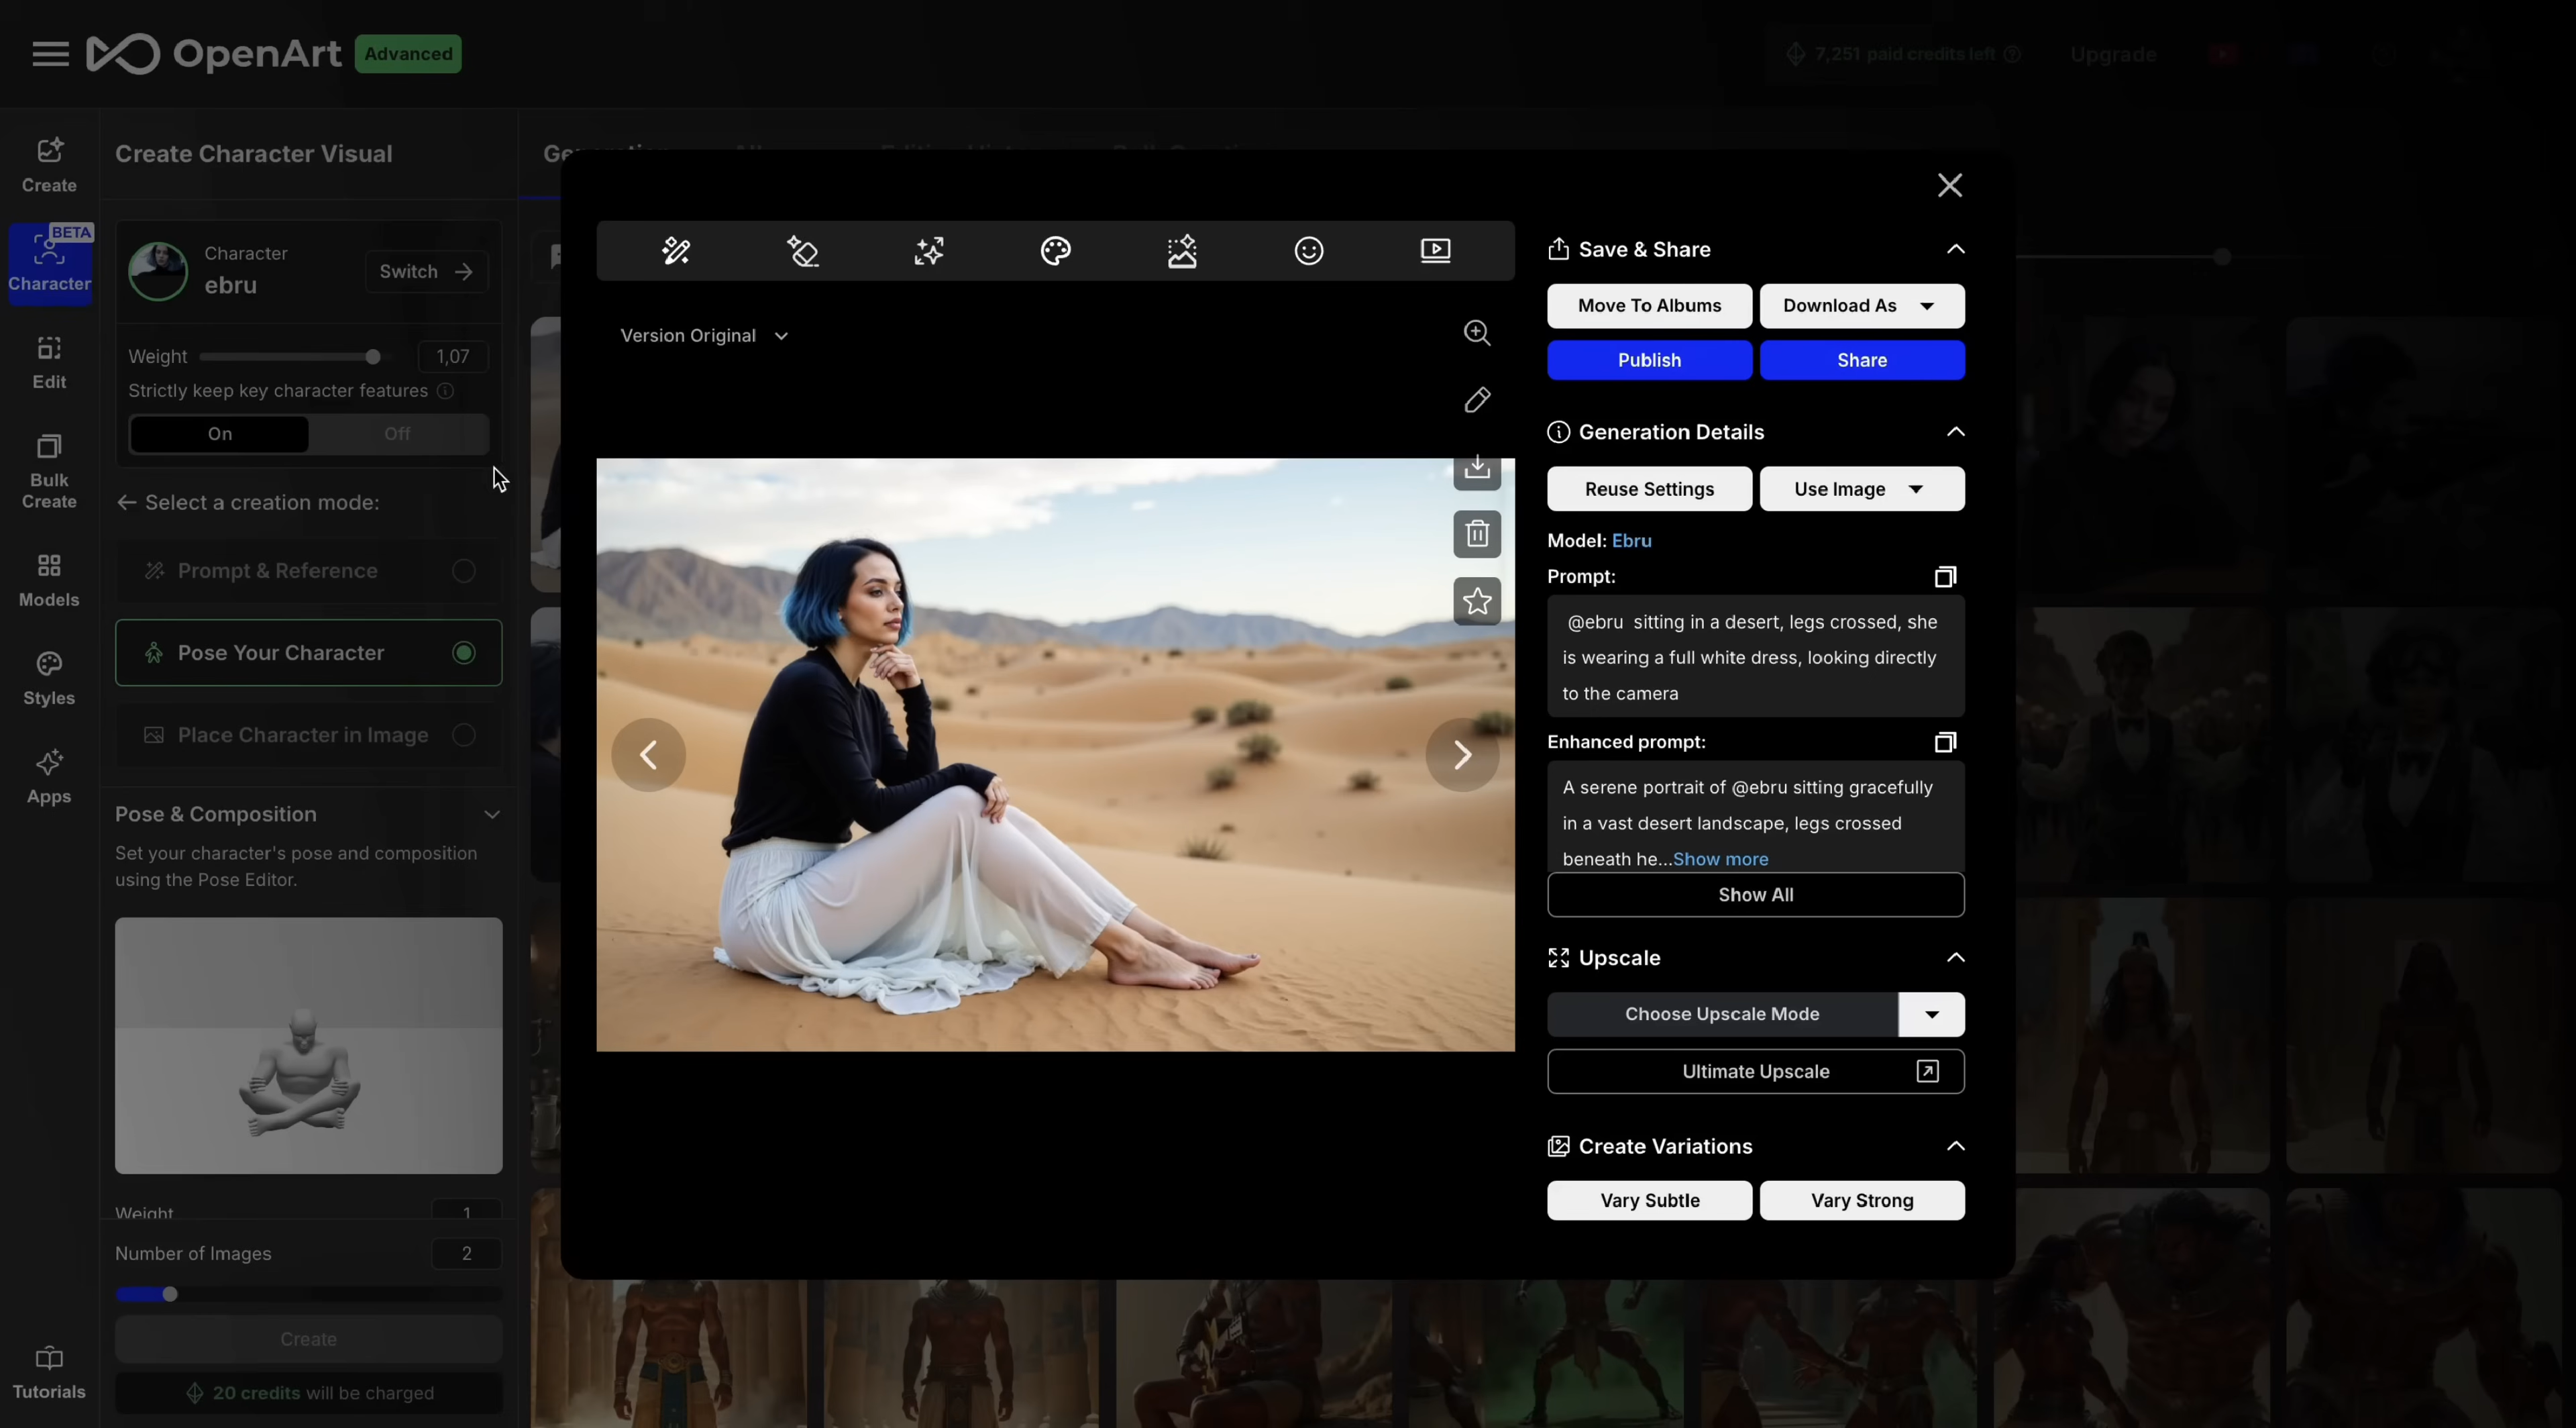 OpenArt Advanced
7,251 paid credits left
Upgrade
Create
BETA
Character
Edit
Bulk
Create
Models
Styles
Apps
Tutorials
Create Character Visual
Character
ebru
Switch
Weight
1,07
Strictly keep key character features
On
Off
Select a creation mode:
Prompt & Reference
Pose Your Character
Place Character in Image
Pose & Composition
Set your character's pose and composition
using the Pose Editor.
Weight
1
Number of Images
2
Create
20 credits will be charged
Version Original
Save & Share
Move To Albums
Download As
Publish
Share
Generation Details
Reuse Settings
Use Image
Model: Ebru
Prompt:
@ebru sitting in a desert, legs crossed, she
is wearing a full white dress, looking directly
to the camera
Enhanced prompt:
A serene portrait of @ebru sitting gracefully
in a vast desert landscape, legs crossed
beneath he...Show more
Show All
Upscale
Choose Upscale Mode
Ultimate Upscale
Create Variations
Vary Subtle
Vary Strong